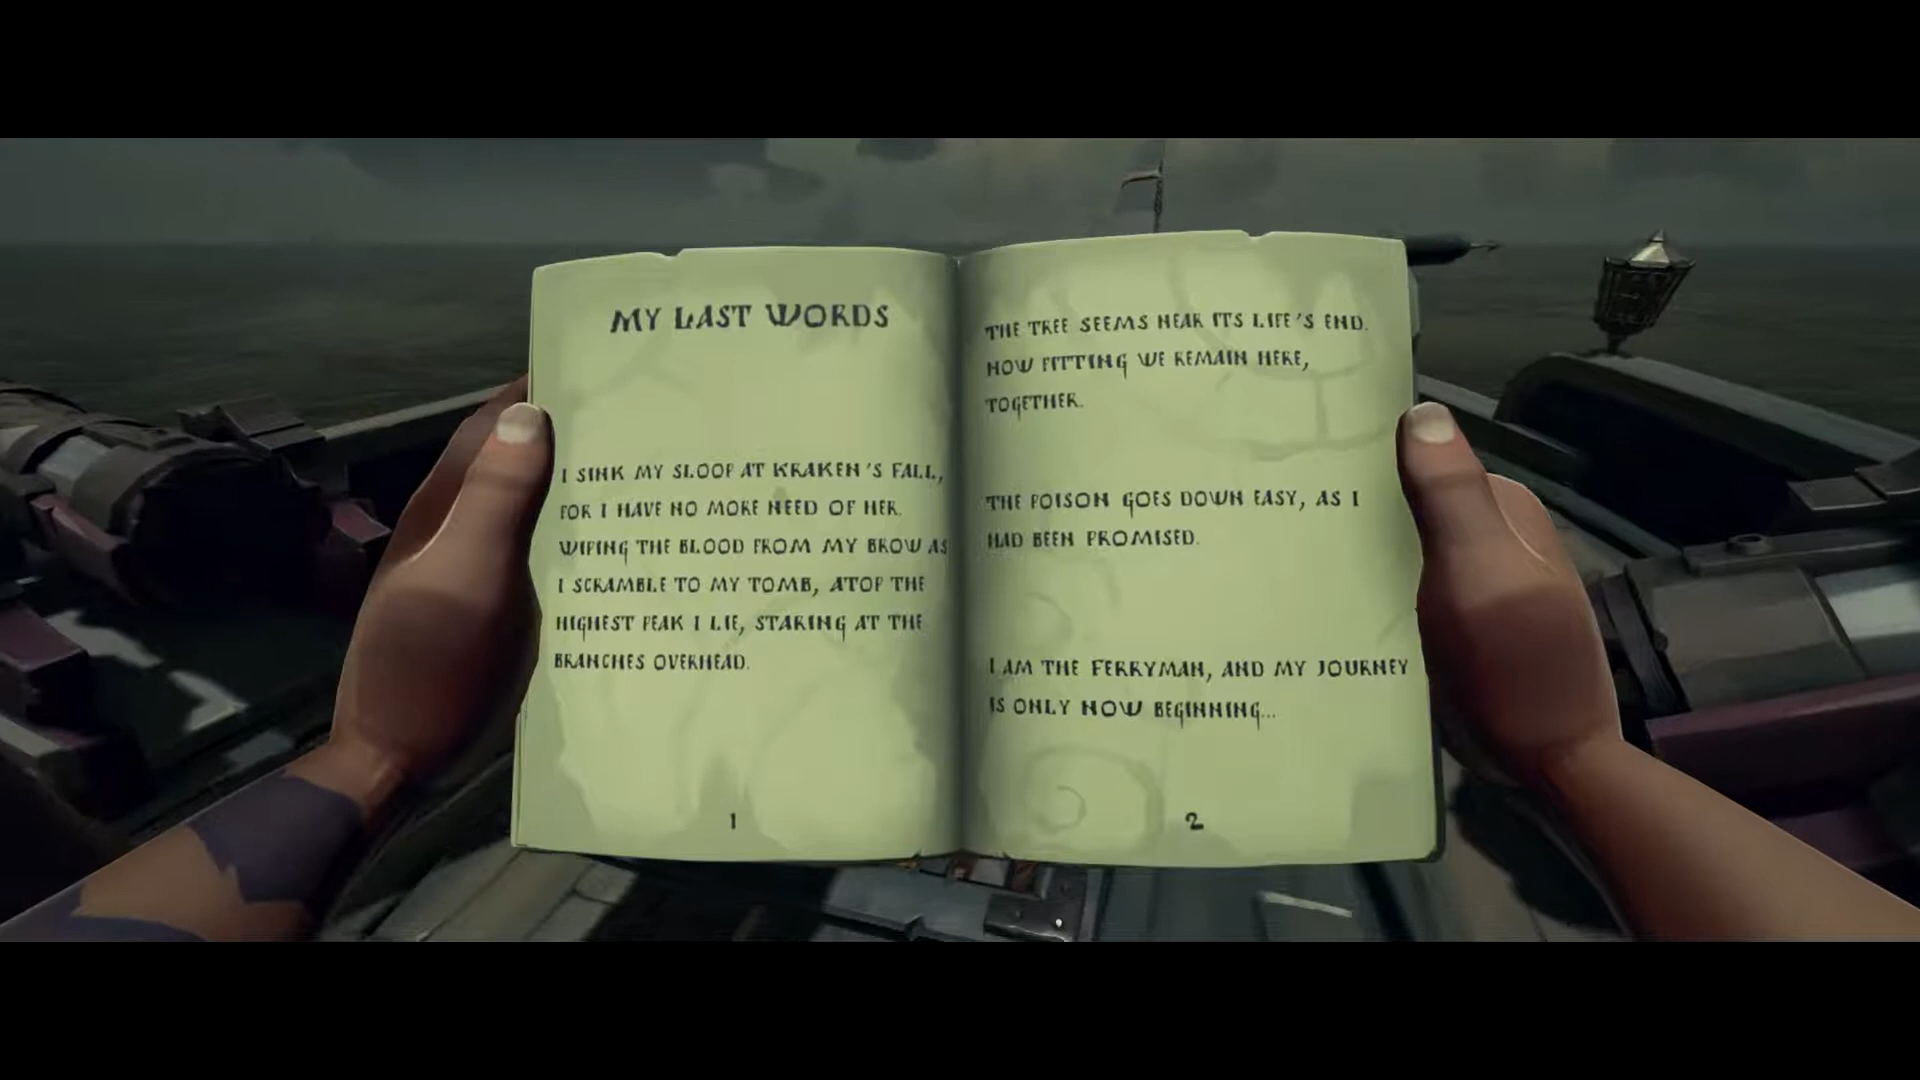 MY LAST WORDS
I SINK MY SLOOP AT KRAKEN'S FALL,
FOR I HAVE NO MORE NEED OF HER.
WIPING THE BLOOD FROM MY BROW AS
I SCRAMBLE TO MY TOMB, ATOP THE
HIGHEST PEAK I LIE, STARING AT THE
BRANCHES OVERHEAD.
1
THE TREE SEEMS NEAR ITS LIFE'S END.
HOW FITTING WE REMAIN HERE,
TOGETHER.
THE POISON GOES DOWN EASY, AS I
HAD BEEN PROMISED.
I AM THE FERRYMAN, AND MY JOURNEY
IS ONLY NOW BEGINNING...
2